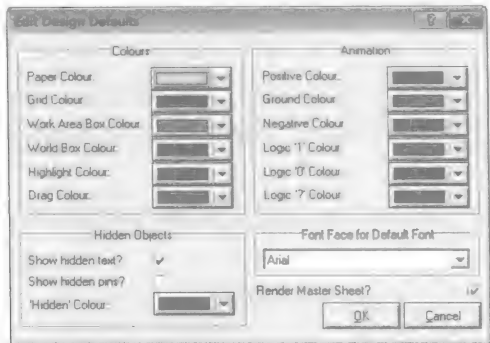 Edit Design Defaults
Colours
Paper Colour:
Grid Colour
Work Area Box Colour
World Box Colour
Highlight Colour:
Drag Colour:
Animation
Positive Colour:
Ground Colour
Negative Colour
Logic '1' Colour
Logic '0' Colour
Logic '?' Colour
Hidden Objects
Show hidden text?
Show hidden pins?
'Hidden' Colour:
Font Face for Default Font
Arial
Render Master Sheet?
OK
Cancel